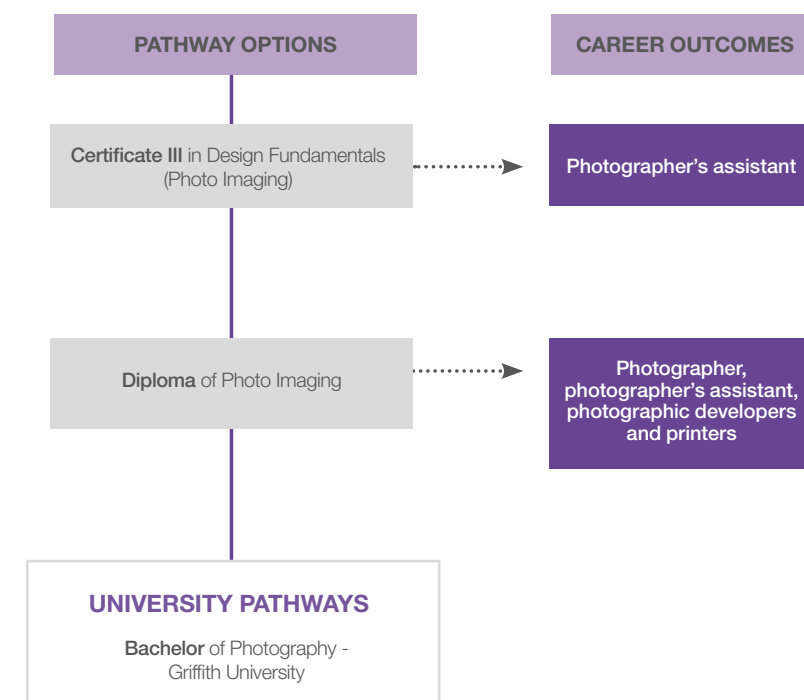 PATHWAY OPTIONS
CAREER OUTCOMES
Certificate III in Design Fundamentals
(Photo Imaging)
Photographer’s assistant
Diploma of Photo Imaging
Photographer,
photographer’s assistant,
photographic developers
and printers
UNIVERSITY PATHWAYS
Bachelor of Photography -
Griffith University